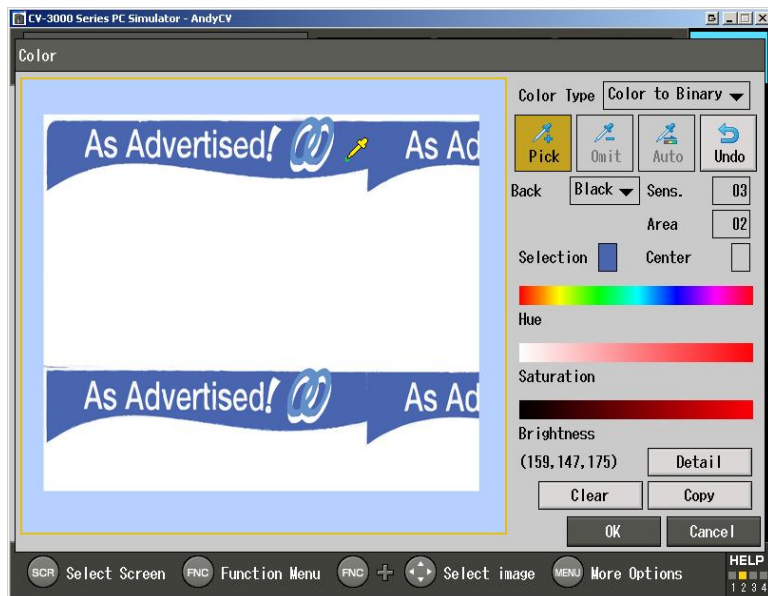 CV-3000 Series PC Simulator - AndyCV
Color
Color Type Color to Binary
Pick Omit Auto Undo
Back Black Sens. 03
Area 02
Selection Center
Hue
Saturation
Brightness
(159,147,175) Detail
Clear Copy
OK Cancel
As Advertised! As Ad
As Advertised! As Ad
SCR Select Screen FNC Function Menu FNC + Select image MENU More Options HELP
1 2 3 4